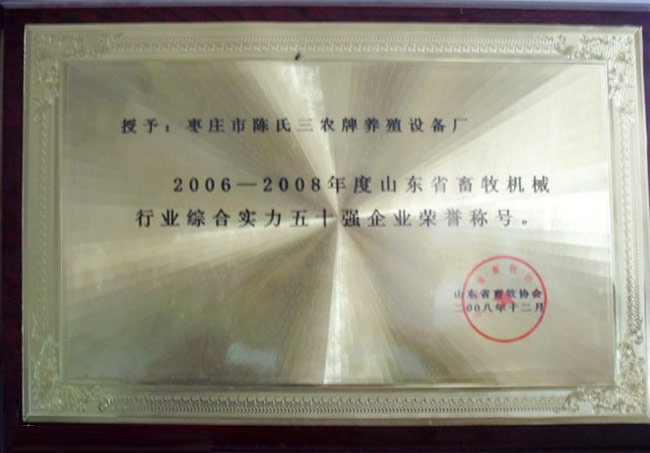 授予：枣庄市陈氏三农牌养殖设备厂
2006—2008年度山东省畜牧机械
行业综合实力五十强企业荣誉称号。
山东省畜牧协会
二00八年十二月